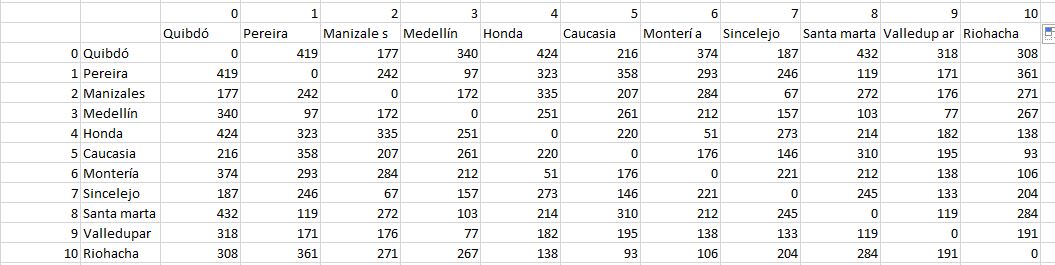 0 1 2 3 4 5 6 7 8 9 10
Quibdó Pereira Manizale s Medellín Honda Caucasia Monterí a Sincelejo Santa marta Valledup ar Riohacha
0 Quibdó 0 419 177 340 424 216 374 187 432 318 308
1 Pereira 419 0 242 97 323 358 293 246 119 171 361
2 Manizales 177 242 0 172 335 207 284 67 272 176 271
3 Medellín 340 97 172 0 251 261 212 157 103 77 267
4 Honda 424 323 335 251 0 220 51 273 214 182 138
5 Caucasia 216 358 207 261 220 0 176 146 310 195 93
6 Montería 374 293 284 212 51 176 0 221 212 138 106
7 Sincelejo 187 246 67 157 273 146 221 0 245 133 204
8 Santa marta 432 119 272 103 214 310 212 245 0 119 284
9 Valledupar 318 171 176 77 182 195 138 133 119 0 191
10 Riohacha 308 361 271 267 138 93 106 204 284 191 0